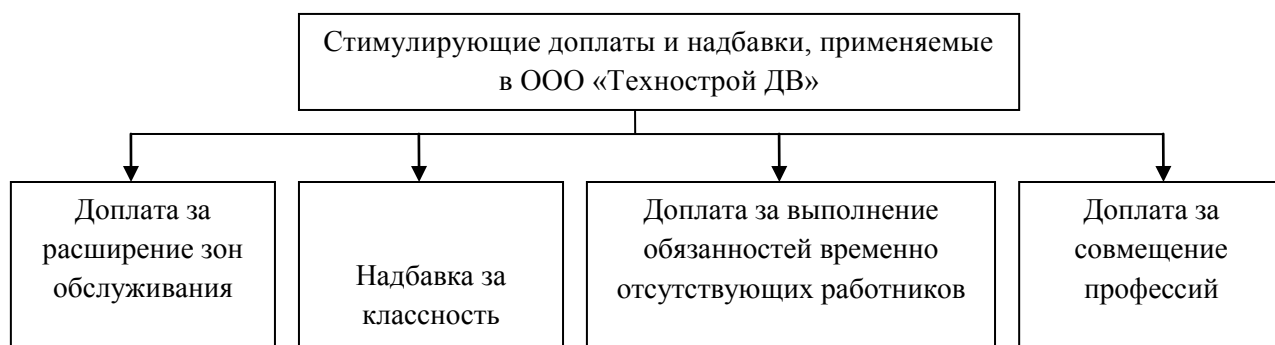 Стимулирующие доплаты и надбавки, применяемые
в ООО «Технострой ДВ»
Доплата за
расширение зон
обслуживания
Надбавка за
классность
Доплата за выполнение
обязанностей временно
отсутствующих работников
Доплата за
совмещение
профессий